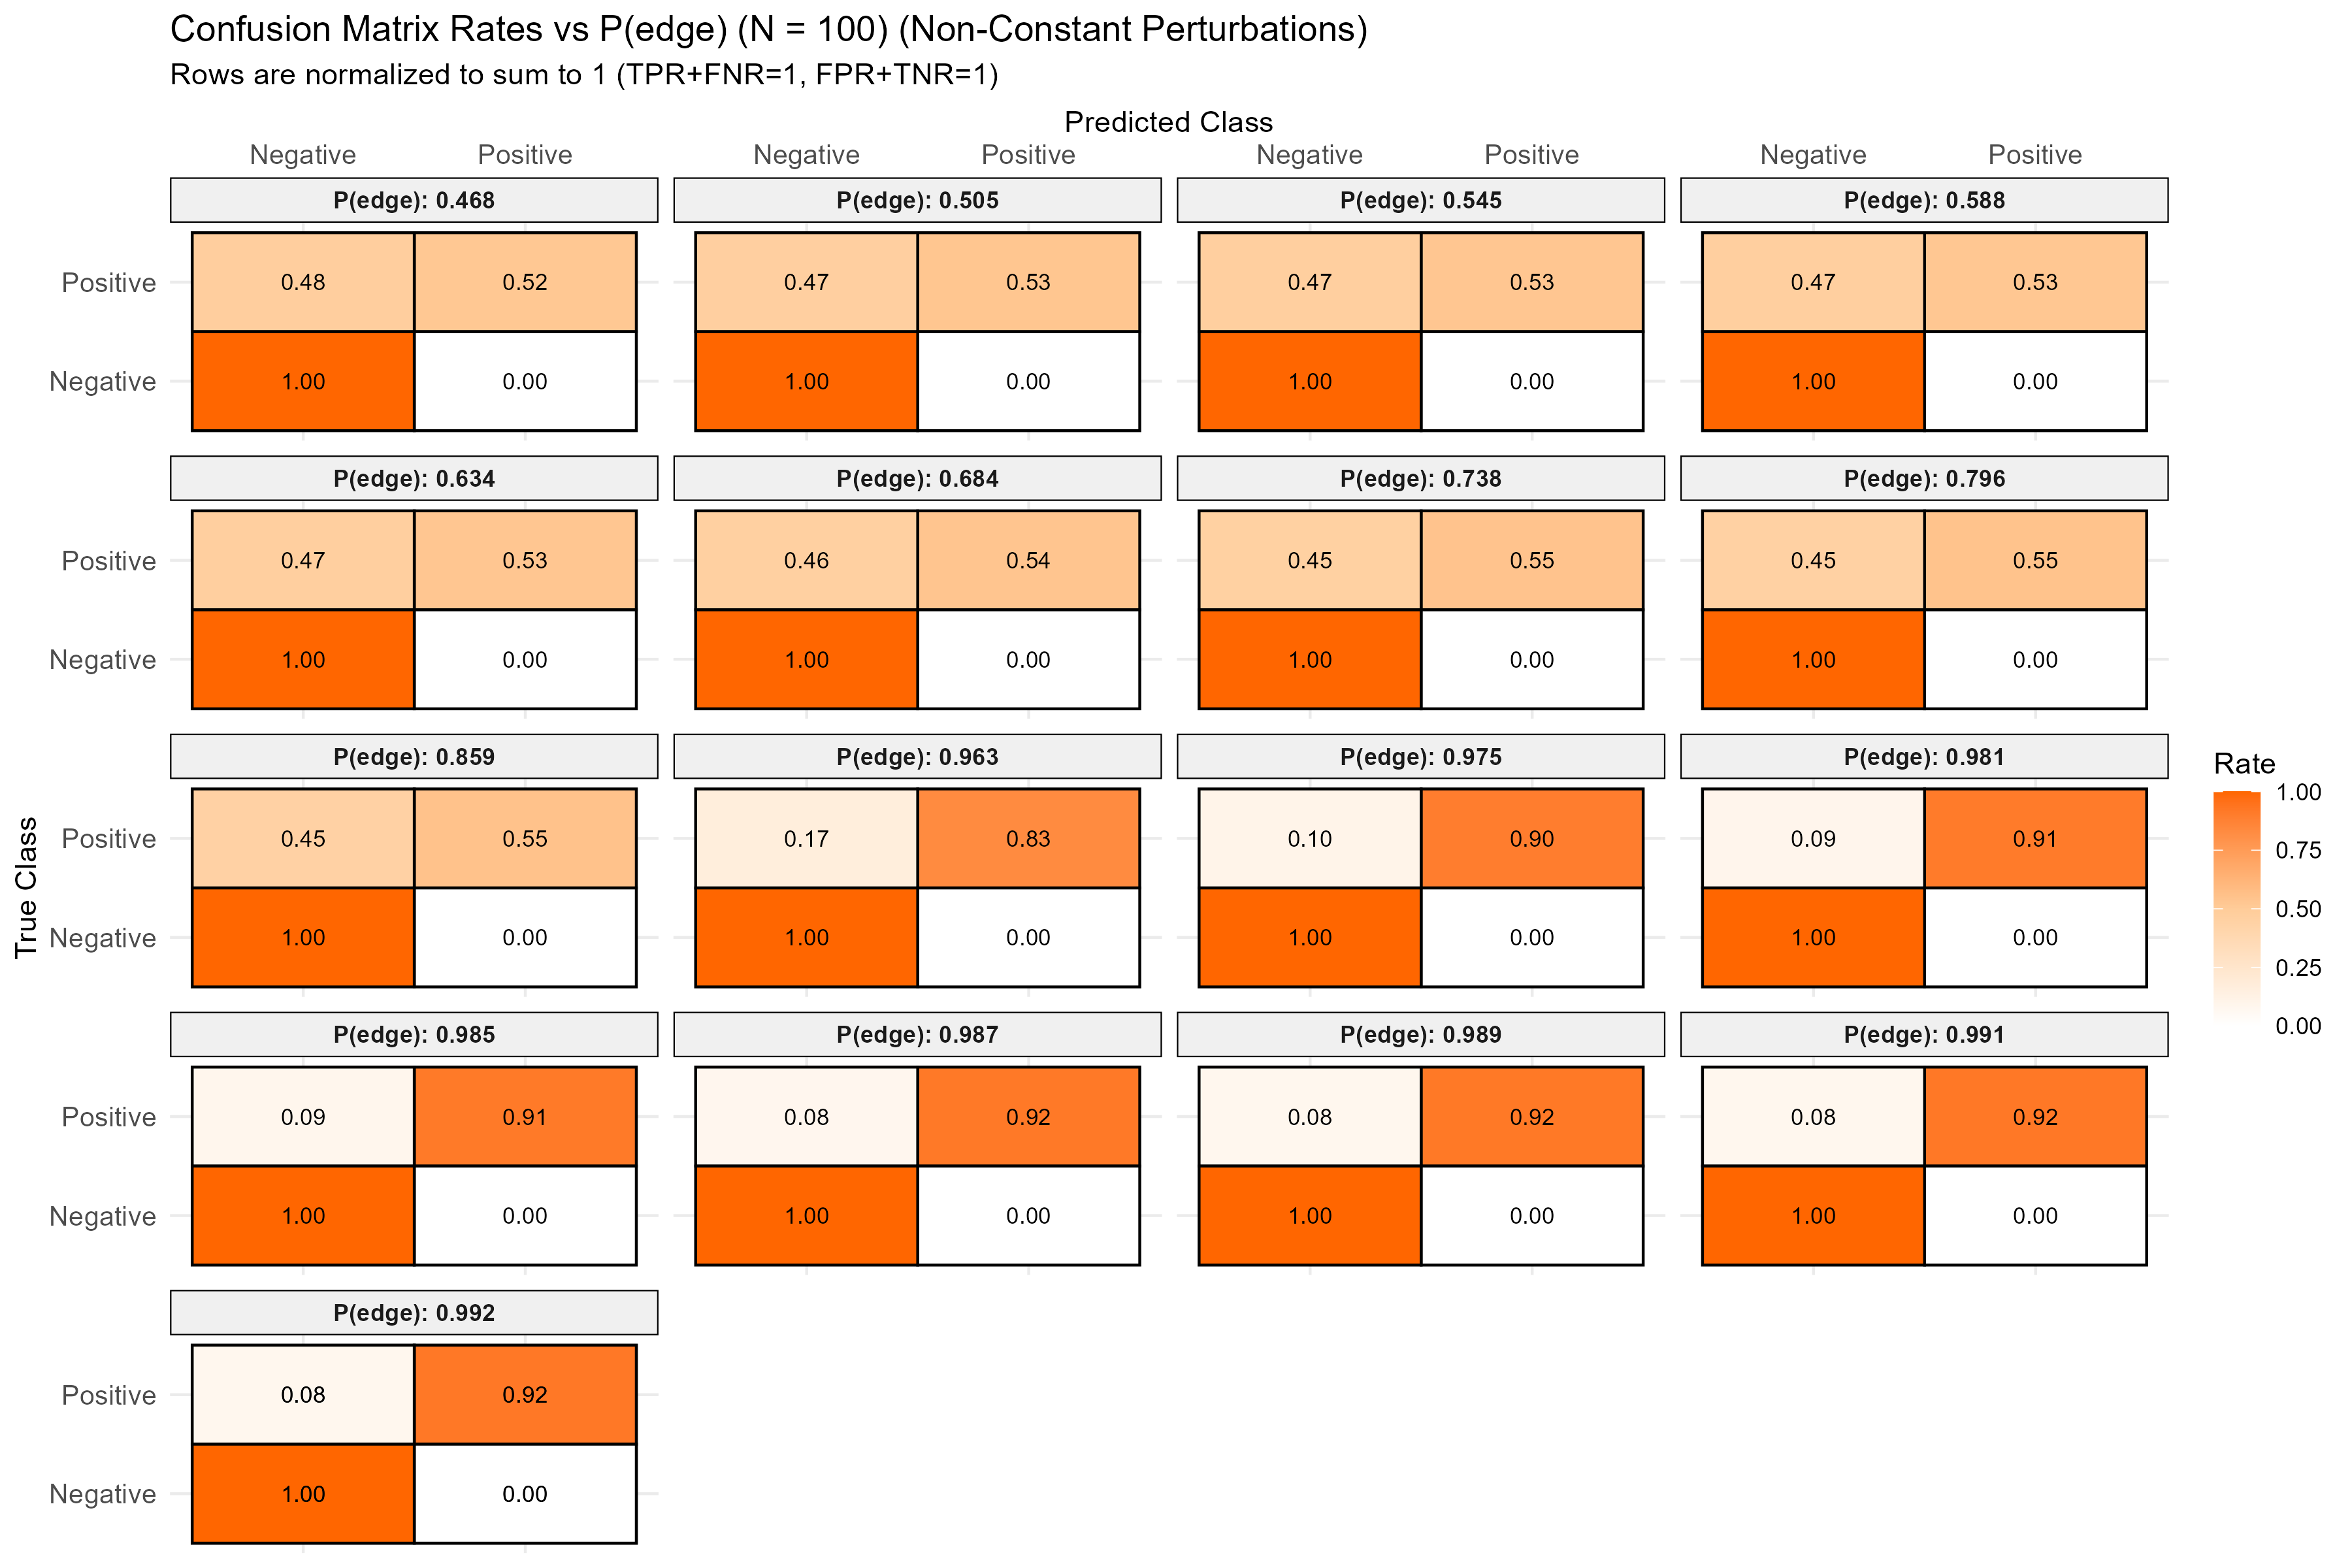 Confusion Matrix Rates vs P(edge) (N = 100) (Non-Constant Perturbations)
Rows are normalized to sum to 1 (TPR+FNR=1, FPR+TNR=1)
Predicted Class
Negative Positive Negative Positive Negative Positive Negative Positive
P(edge): 0.468 P(edge): 0.505 P(edge): 0.545 P(edge): 0.588
Positive 0.48 0.52 0.47 0.53 0.47 0.53 0.47 0.53
Negative 1.00 0.00 1.00 0.00 1.00 0.00 1.00 0.00
P(edge): 0.634 P(edge): 0.684 P(edge): 0.738 P(edge): 0.796
Positive 0.47 0.53 0.46 0.54 0.45 0.55 0.45 0.55
Negative 1.00 0.00 1.00 0.00 1.00 0.00 1.00 0.00
P(edge): 0.859 P(edge): 0.963 P(edge): 0.975 P(edge): 0.981
Positive 0.45 0.55 0.17 0.83 0.10 0.90 0.09 0.91
Negative 1.00 0.00 1.00 0.00 1.00 0.00 1.00 0.00
P(edge): 0.985 P(edge): 0.987 P(edge): 0.989 P(edge): 0.991
Positive 0.09 0.91 0.08 0.92 0.08 0.92 0.08 0.92
Negative 1.00 0.00 1.00 0.00 1.00 0.00 1.00 0.00
P(edge): 0.992
Positive 0.08 0.92
Negative 1.00 0.00
True Class
Rate
1.00
0.75
0.50
0.25
0.00